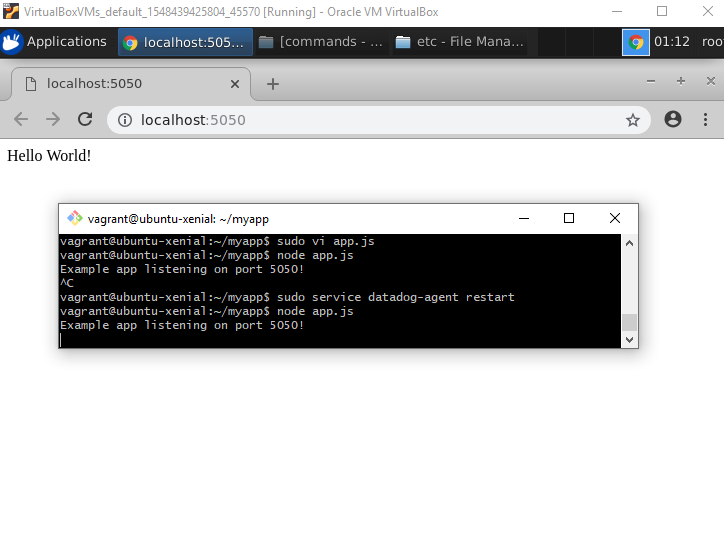 VirtualBoxVMs_default_1548439425804_45570 [Running] - Oracle VM VirtualBox
Applications localhost:505... [commands - ... etc - File Mana... 01:12 roo
localhost:5050
localhost:5050
Hello World!
vagrant@ubuntu-xenial: ~/myapp
vagrant@ubuntu-xenial:~/myapp$ sudo vi app.js
vagrant@ubuntu-xenial:~/myapp$ node app.js
Example app listening on port 5050!
^C
vagrant@ubuntu-xenial:~/myapp$ sudo service datadog-agent restart
vagrant@ubuntu-xenial:~/myapp$ node app.js
Example app listening on port 5050!